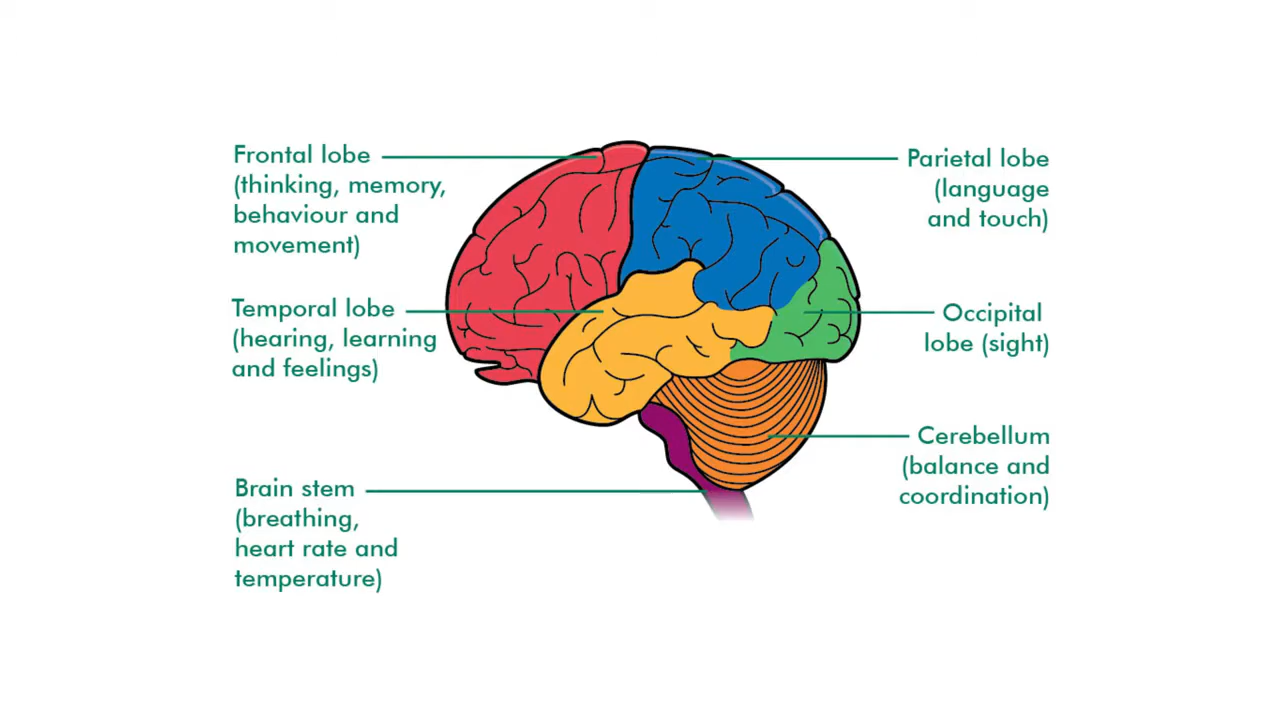 Frontal lobe
(thinking, memory,
behaviour and
movement)
Temporal lobe
(hearing, learning
and feelings)
Brain stem
(breathing,
heart rate and
temperature)
Parietal lobe
(language
and touch)
Occipital
lobe (sight)
Cerebellum
(balance and
coordination)